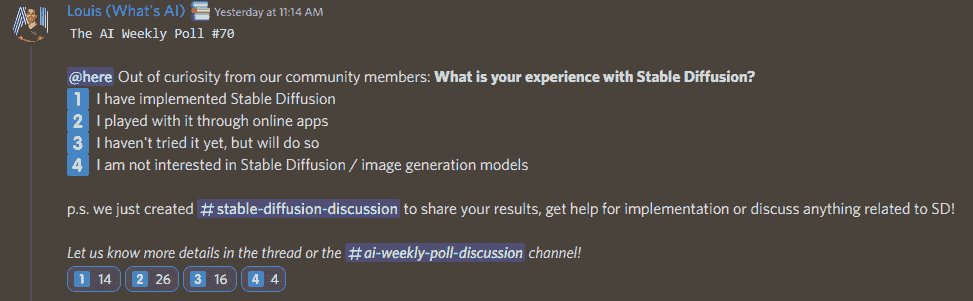 Louis (What's AI) Yesterday at 11:14 AM
The AI Weekly Poll #70
@here Out of curiosity from our community members: What is your experience with Stable Diffusion?
1 I have implemented Stable Diffusion
2 I played with it through online apps
3 I haven't tried it yet, but will do so
4 I am not interested in Stable Diffusion / image generation models
p.s. we just created #stable-diffusion-discussion to share your results, get help for implementation or discuss anything related to SD!
Let us know more details in the thread or the #ai-weekly-poll-discussion channel!
1 14 2 26 3 16 4 4